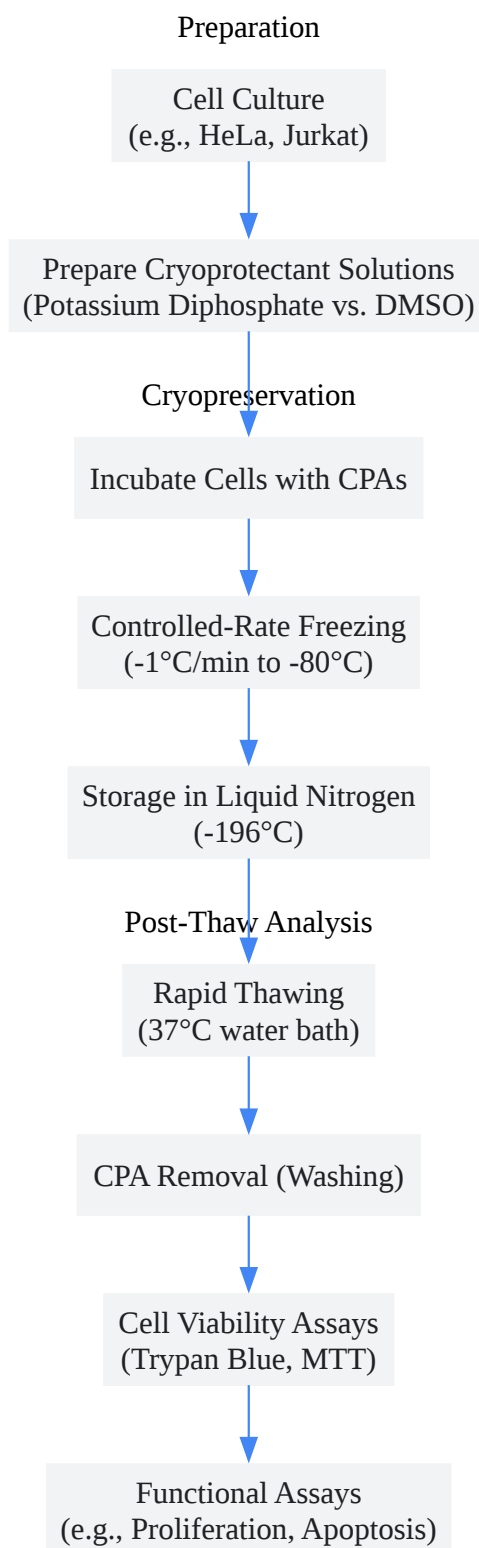 Preparation
Cell Culture
(e.g., HeLa, Jurkat)
Prepare Cryoprotectant Solutions
(Potassium Diphosphate vs. DMSO)
Cryopreservation
Incubate Cells with CPAs
Controlled-Rate Freezing
(-1°C/min to -80°C)
Storage in Liquid Nitrogen
(-196°C)
Post-Thaw Analysis
Rapid Thawing
(37°C water bath)
CPA Removal (Washing)
Cell Viability Assays
(Trypan Blue, MTT)
Functional Assays
(e.g., Proliferation, Apoptosis)